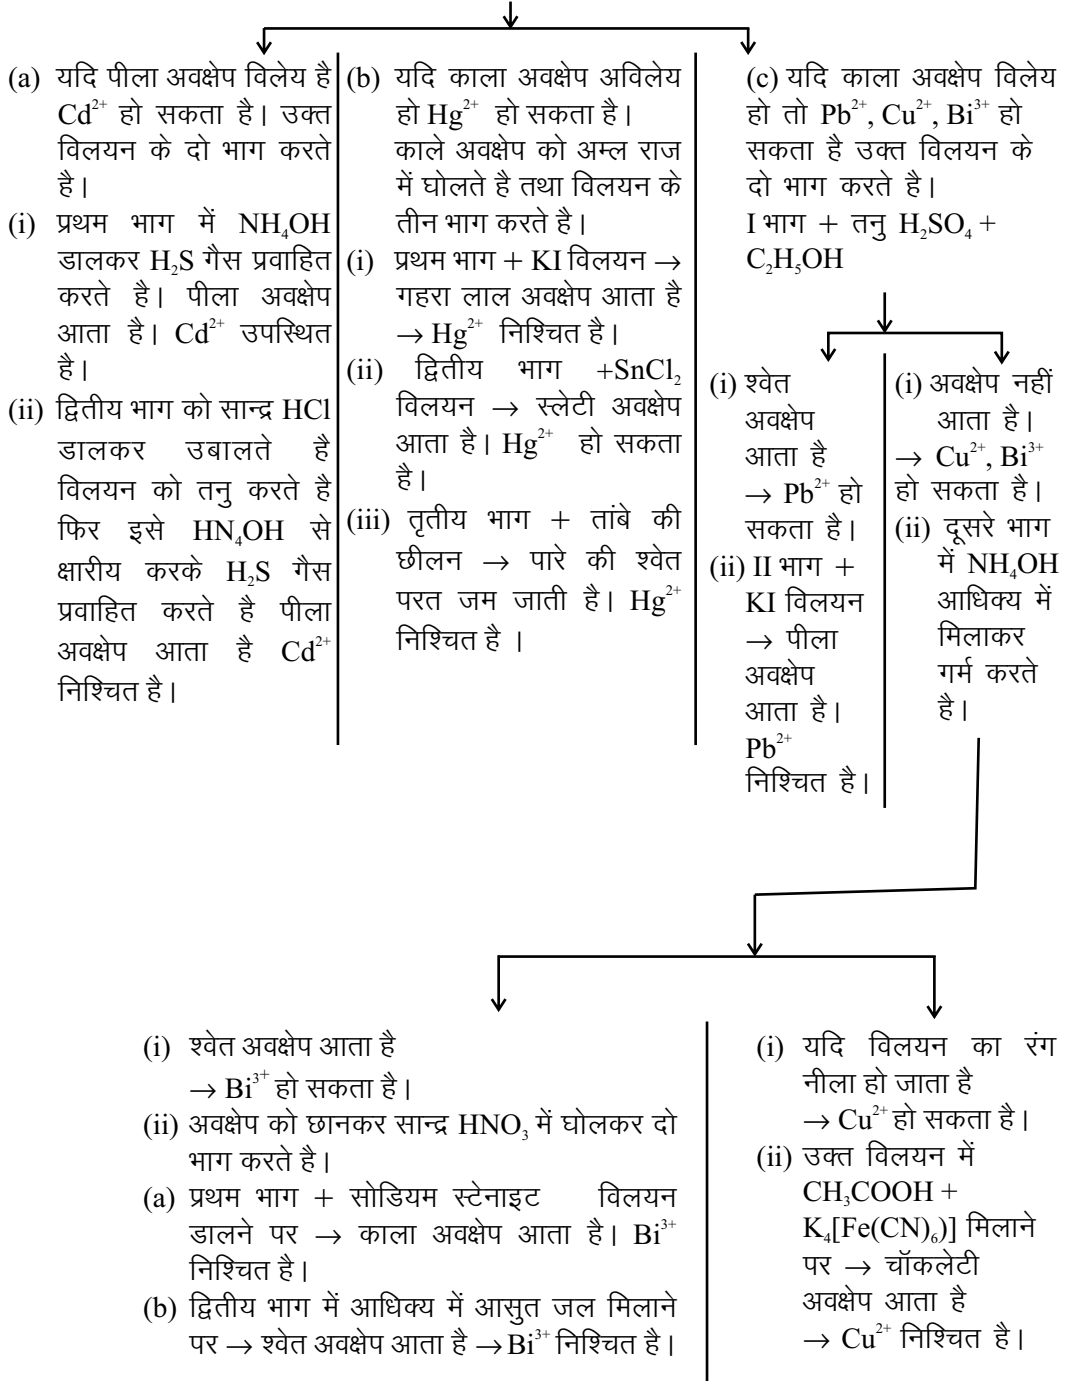 (a) यदि पीला अवक्षेप विलेय है
Cd²⁺ हो सकता है। उक्त
विलयन के दो भाग करते
है।
(i) प्रथम भाग में NH₄OH
डालकर H₂S गैस प्रवाहित
करते है। पीला अवक्षेप
आता है। Cd²⁺ उपस्थित
है।
(ii) द्वितीय भाग को सान्द्र HCl
डालकर उबालते है
विलयन को तनु करते है
फिर इसे HN₄OH से
क्षारीय करके H₂S गैस
प्रवाहित करते है पीला
अवक्षेप आता है Cd²⁺
निश्चित है।
(b) यदि काला अवक्षेप अविलेय
हो Hg²⁺ हो सकता है।
काले अवक्षेप को अम्ल राज
में घोलते है तथा विलयन के
तीन भाग करते है।
(i) प्रथम भाग + KI विलयन →
गहरा लाल अवक्षेप आता है
→ Hg²⁺ निश्चित है।
(ii) द्वितीय भाग +SnCl₂
विलयन → स्लेटी अवक्षेप
आता है। Hg²⁺ हो सकता
है।
(iii) तृतीय भाग + तांबे की
छीलन → पारे की श्वेत
परत जम जाती है। Hg²⁺
निश्चित है ।
(c) यदि काला अवक्षेप विलेय
हो तो Pb²⁺, Cu²⁺, Bi³⁺ हो
सकता है उक्त विलयन के
दो भाग करते है।
I भाग + तनु H₂SO₄ +
C₂H₅OH
(i) श्वेत
अवक्षेप
आता है
→ Pb²⁺ हो
सकता है।
(ii) II भाग +
KI विलयन
→ पीला
अवक्षेप
आता है।
Pb²⁺
निश्चित है।
(i) अवक्षेप नहीं
आता है।
→ Cu²⁺, Bi³⁺
हो सकता है।
(ii) दूसरे भाग
में NH₄OH
आधिक्य में
मिलाकर
गर्म करते
है।
(i) श्वेत अवक्षेप आता है
→ Bi³⁺ हो सकता है।
(ii) अवक्षेप को छानकर सान्द्र HNO₃ में घोलकर दो
भाग करते है।
(a) प्रथम भाग + सोडियम स्टेनाइट विलयन
डालने पर → काला अवक्षेप आता है। Bi³⁺
निश्चित है।
(b) द्वितीय भाग में आधिक्य में आसुत जल मिलाने
पर → श्वेत अवक्षेप आता है →Bi³⁺ निश्चित है।
(i) यदि विलयन का रंग
नीला हो जाता है
→ Cu²⁺ हो सकता है।
(ii) उक्त विलयन में
CH₃COOH +
K₄[Fe(CN)₆)] मिलाने
पर → चॉकलेटी
अवक्षेप आता है
→ Cu²⁺ निश्चित है।